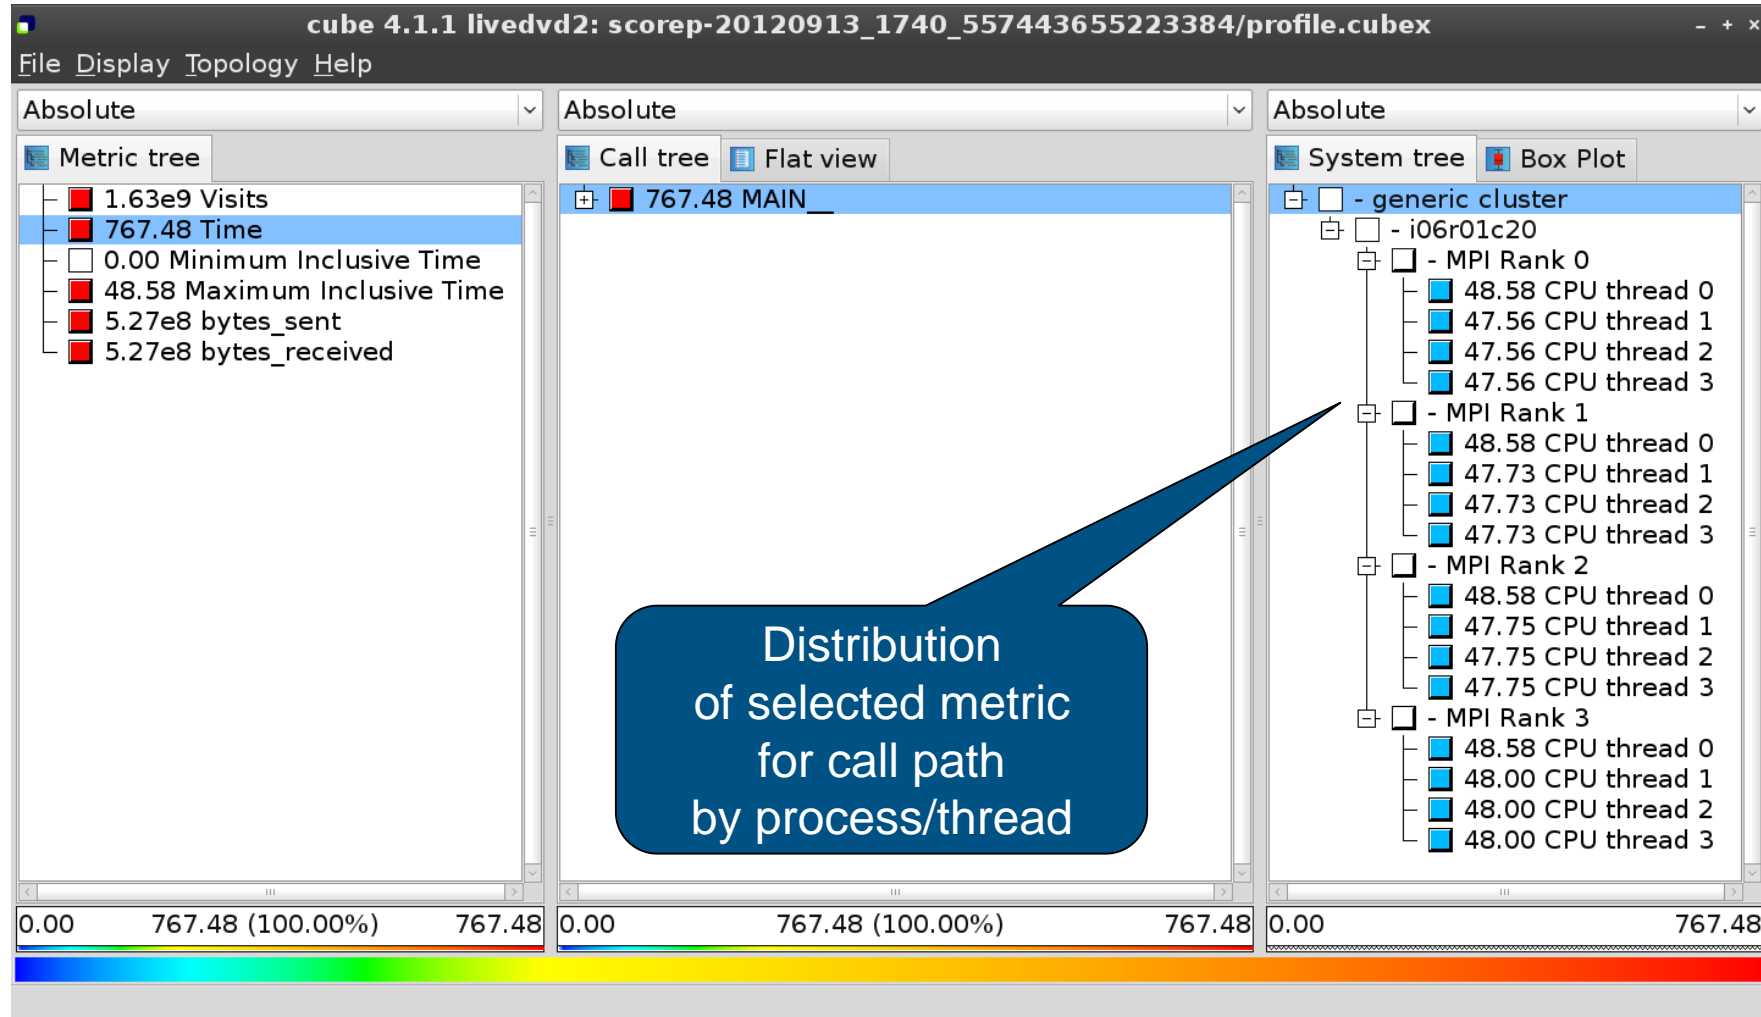 cube 4.1.1 livedvd2: scorep-20120913_1740_557443655223384/profile.cubex
File Display Topology Help
Absolute
Metric tree
1.63e9 Visits
767.48 Time
0.00 Minimum Inclusive Time
48.58 Maximum Inclusive Time
5.27e8 bytes_sent
5.27e8 bytes_received
0.00 767.48 (100.00%) 767.48
Absolute
Call tree Flat view
767.48 MAIN__
Distribution
of selected metric
for call path
by process/thread
0.00 767.48 (100.00%) 767.48
Absolute
System tree Box Plot
- generic cluster
- i06r01c20
- MPI Rank 0
48.58 CPU thread 0
47.56 CPU thread 1
47.56 CPU thread 2
47.56 CPU thread 3
- MPI Rank 1
48.58 CPU thread 0
47.73 CPU thread 1
47.73 CPU thread 2
47.73 CPU thread 3
- MPI Rank 2
48.58 CPU thread 0
47.75 CPU thread 1
47.75 CPU thread 2
47.75 CPU thread 3
- MPI Rank 3
48.58 CPU thread 0
48.00 CPU thread 1
48.00 CPU thread 2
48.00 CPU thread 3
0.00 767.48